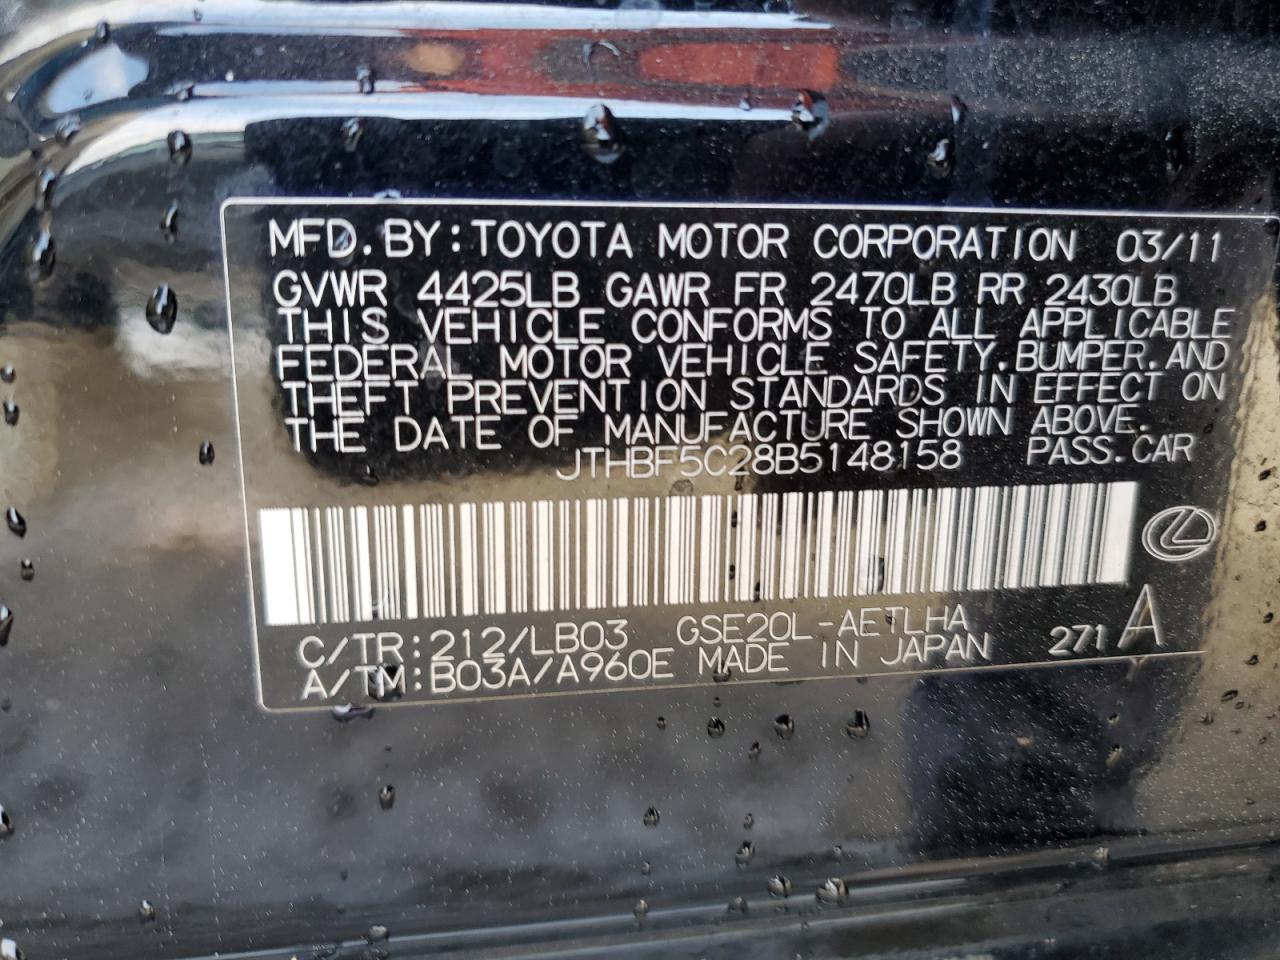 MFD. BY: TOYOTA MOTOR CORPORATION 03/11
GVWR 4425LB GAWR FR 2470LB RR 2430LB
THIS VEHICLE CONFORMS TO ALL APPLICABLE
FEDERAL MOTOR VEHICLE SAFETY, BUMPER, AND
THEFT PREVENTION STANDARDS IN EFFECT ON
THE DATE OF MANUFACTURE SHOWN ABOVE.
JTHBF5C28B5148158 PASS. CAR
C/TR: 212/LB03 GSE20L-AETLHA 271 A
A/TM: B03A/A960E MADE IN JAPAN